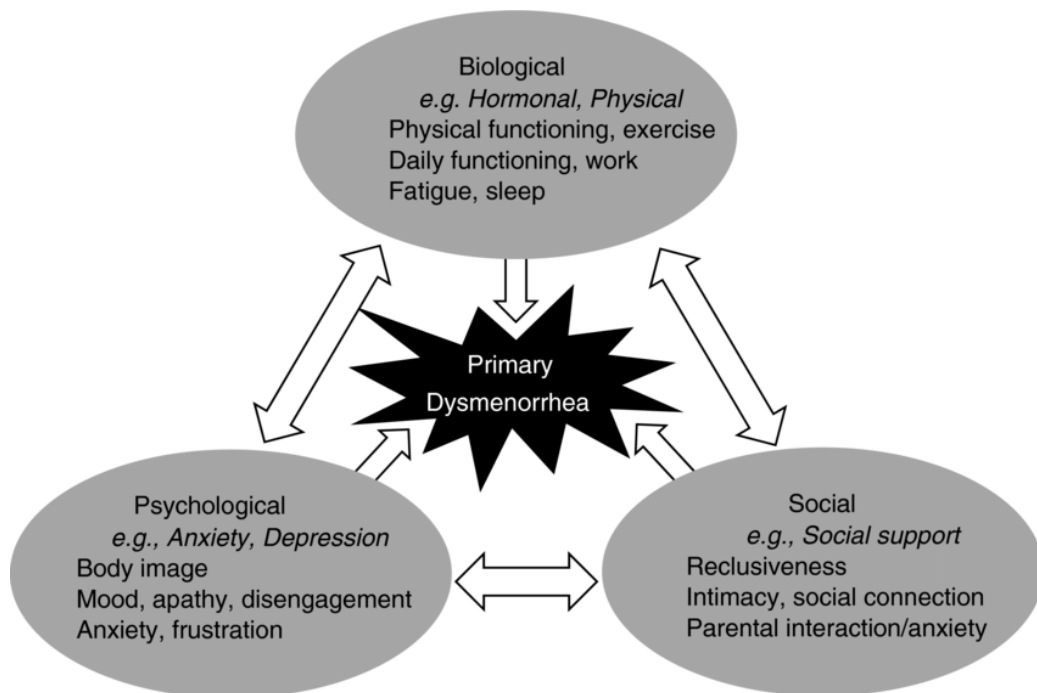 Biological
e.g. Hormonal, Physical
Physical functioning, exercise
Daily functioning, work
Fatigue, sleep
Primary
Dysmenorrhea
Psychological
e.g., Anxiety, Depression
Body image
Mood, apathy, disengagement
Anxiety, frustration
Social
e.g., Social support
Reclusiveness
Intimacy, social connection
Parental interaction/anxiety